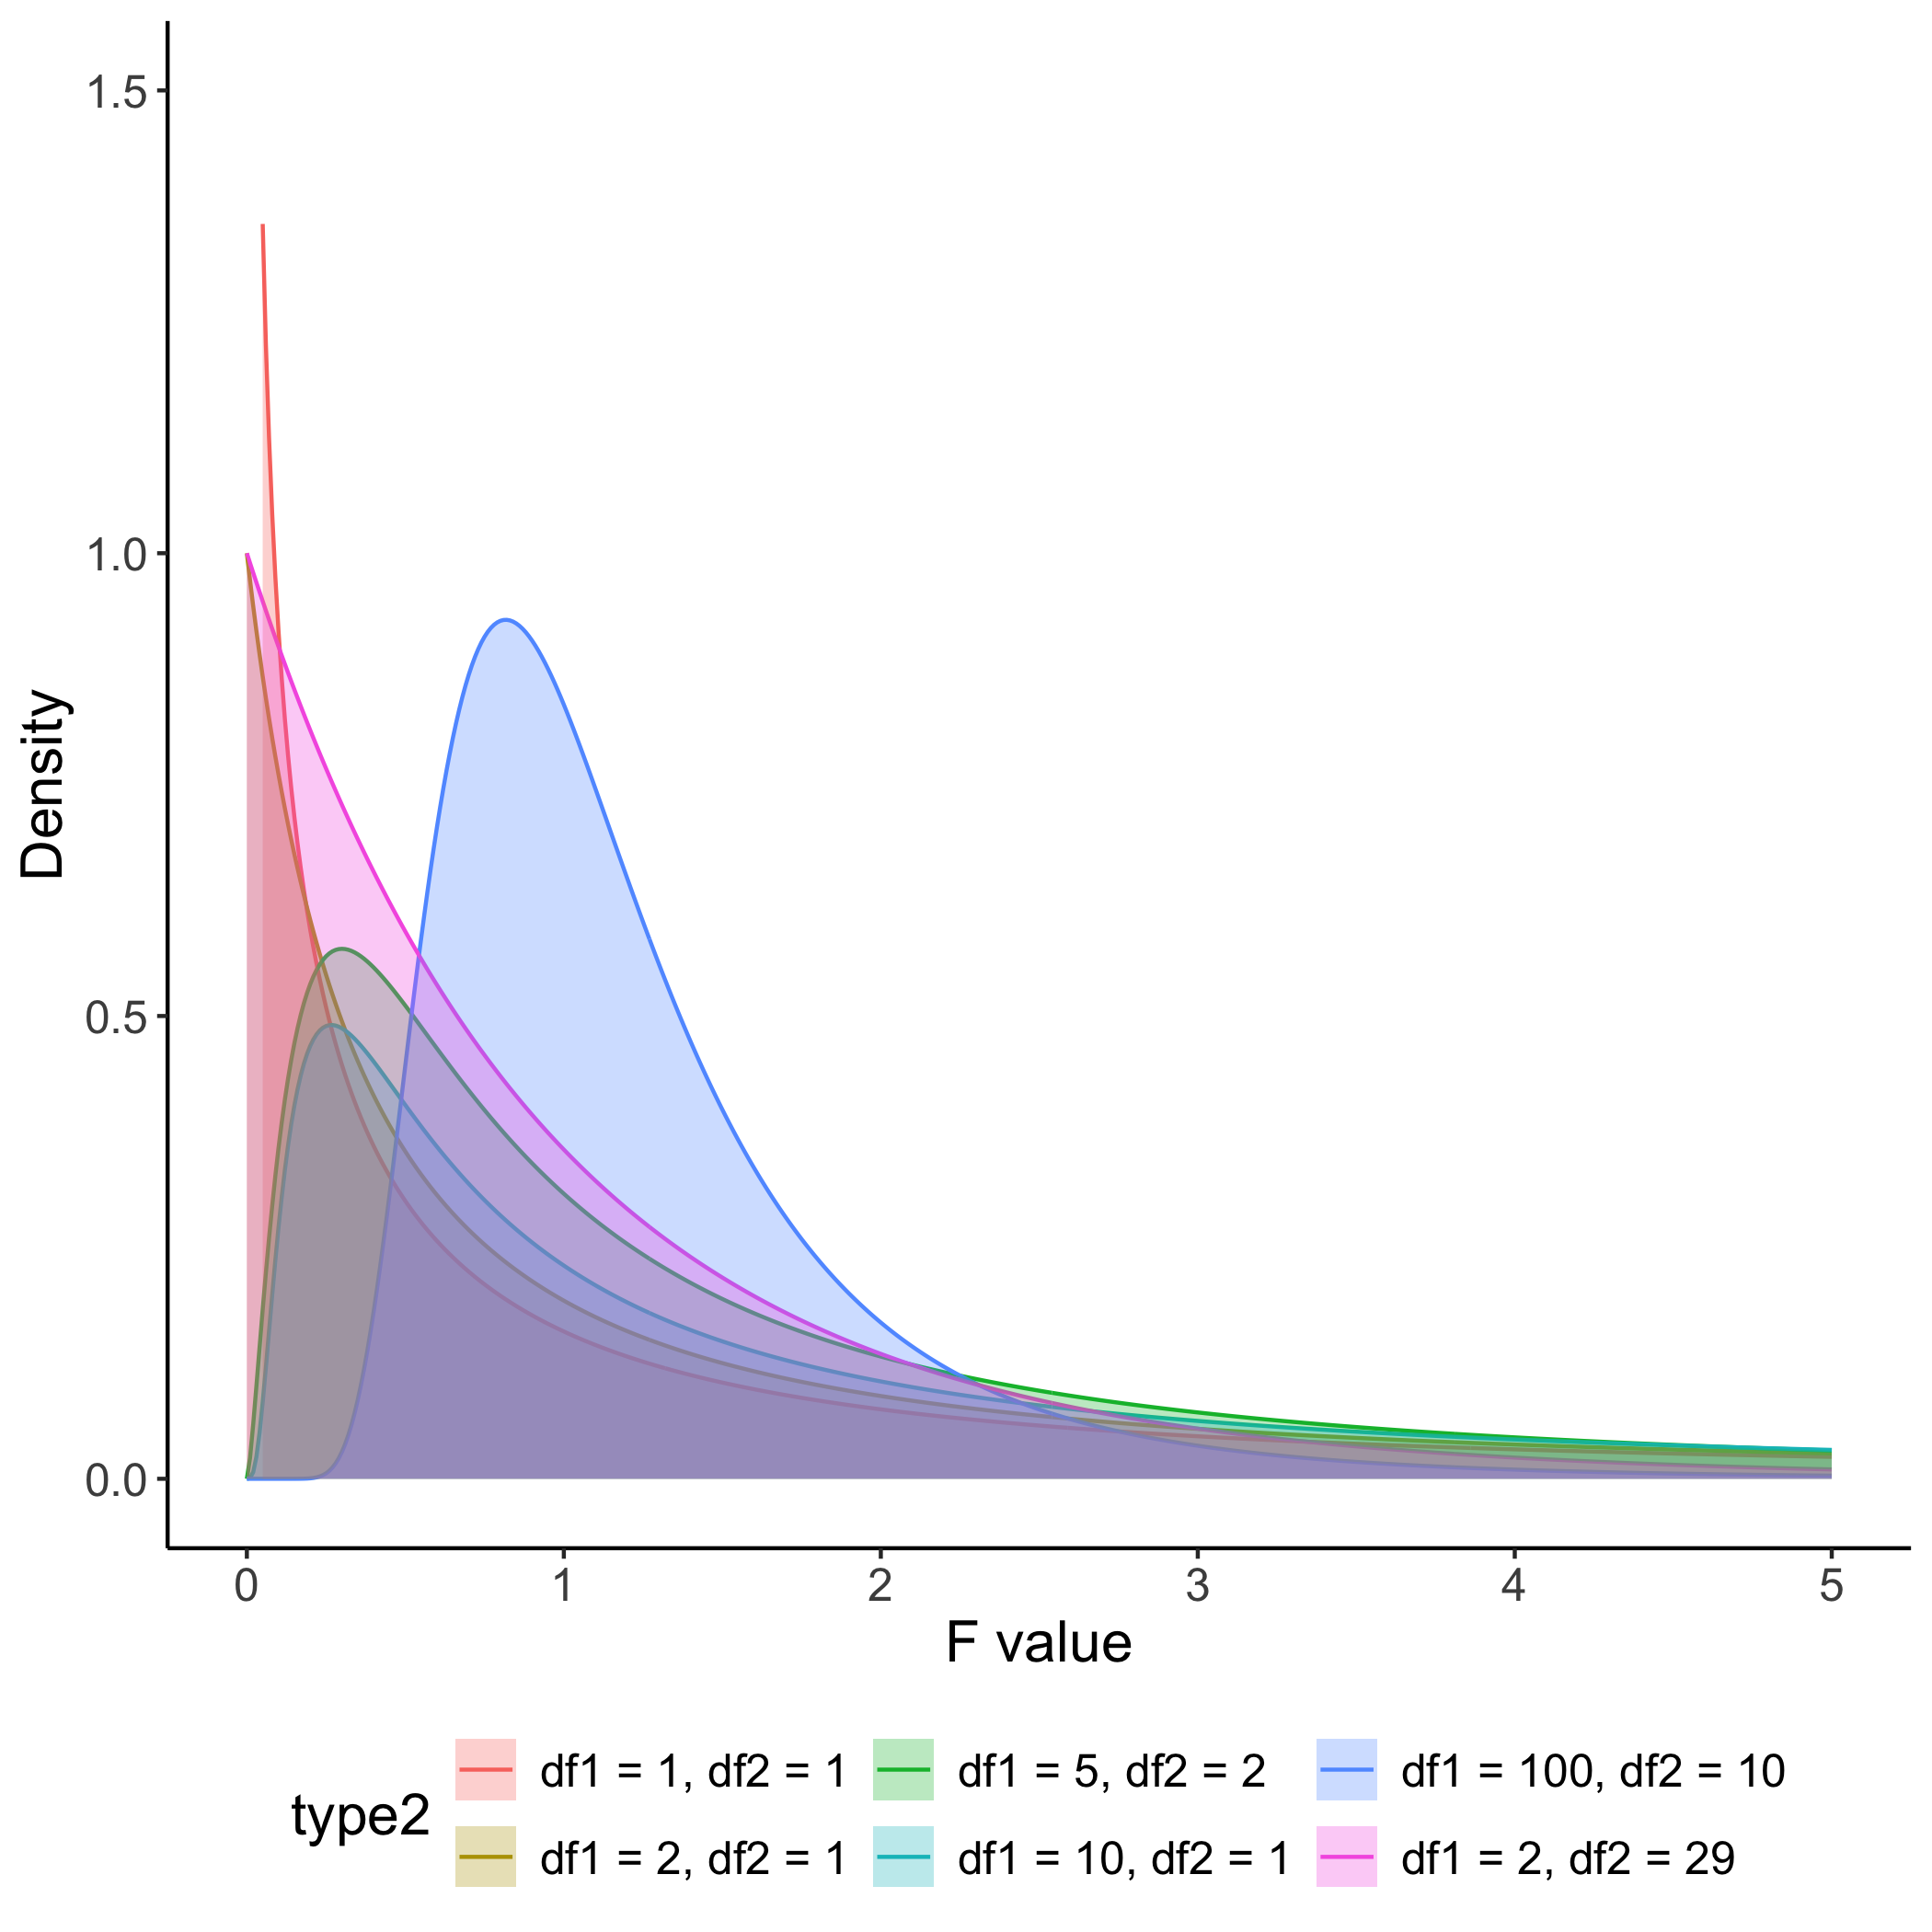 1.5
1.0
0.5
0.0
Density
0 1 2 3 4 5
F value
type2
df1 = 1, df2 = 1 df1 = 5, df2 = 2 df1 = 100, df2 = 10
df1 = 2, df2 = 1 df1 = 10, df2 = 1 df1 = 2, df2 = 29